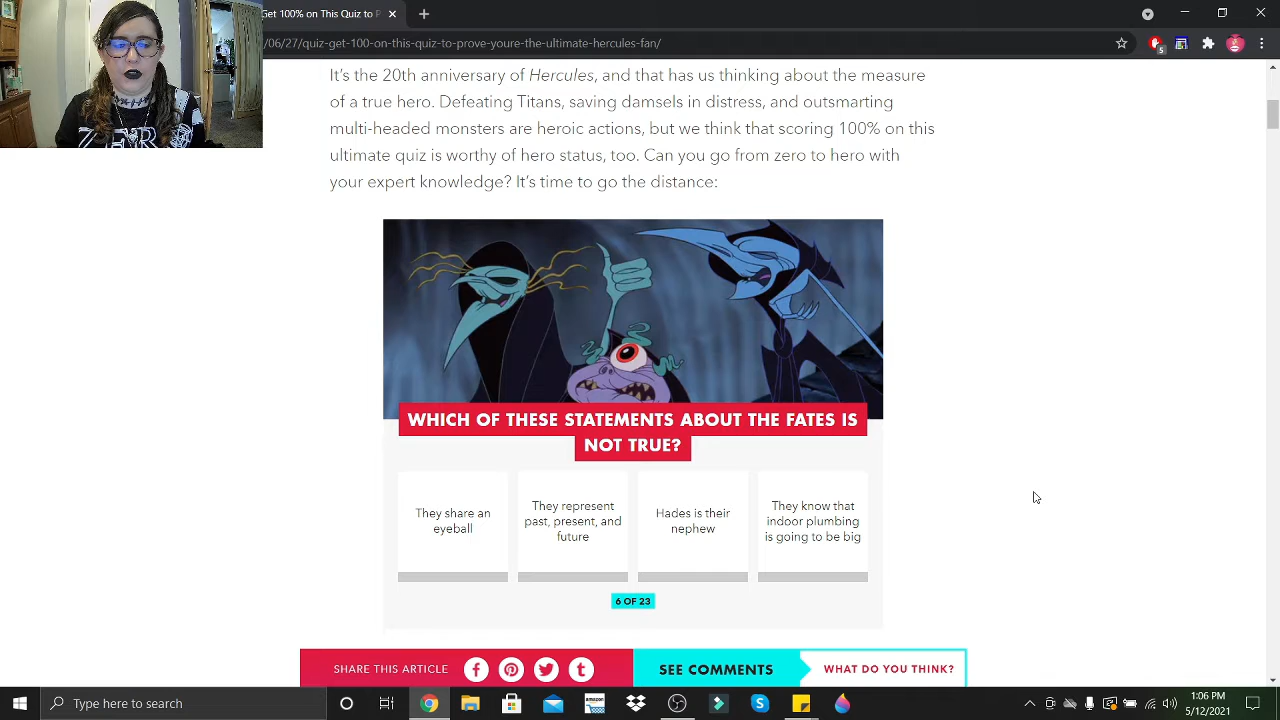 Get 100% on This Quiz to P
/06/27/quiz-get-100-on-this-quiz-to-prove-youre-the-ultimate-hercules-fan/
It's the 20th anniversary of Hercules, and that has us thinking about the measure
of a true hero. Defeating Titans, saving damsels in distress, and outsmarting
multi-headed monsters are heroic actions, but we think that scoring 100% on this
ultimate quiz is worthy of hero status, too. Can you go from zero to hero with
your expert knowledge? It's time to go the distance:
WHICH OF THESE STATEMENTS ABOUT THE FATES IS
NOT TRUE?
They share an
eyeball
They represent
past, present, and
future
Hades is their
nephew
They know that
indoor plumbing
is going to be big
6 OF 23
SHARE THIS ARTICLE
SEE COMMENTS
WHAT DO YOU THINK?
Type here to search
1:06 PM
5/12/2021